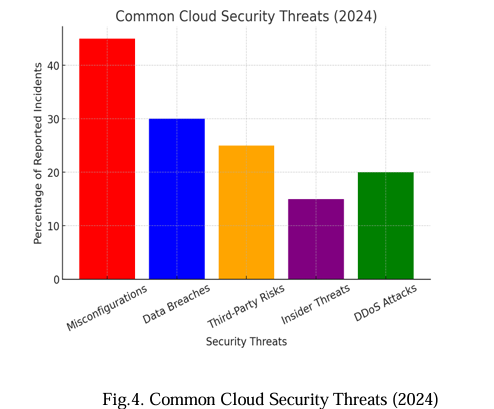 Common Cloud Security Threats (2024)
Percentage of Reported Incidents
40
30
20
10
0
Misconfigurations
Data Breaches
Third-Party Risks
Insider Threats
DDoS Attacks
Security Threats
Fig.4. Common Cloud Security Threats (2024)